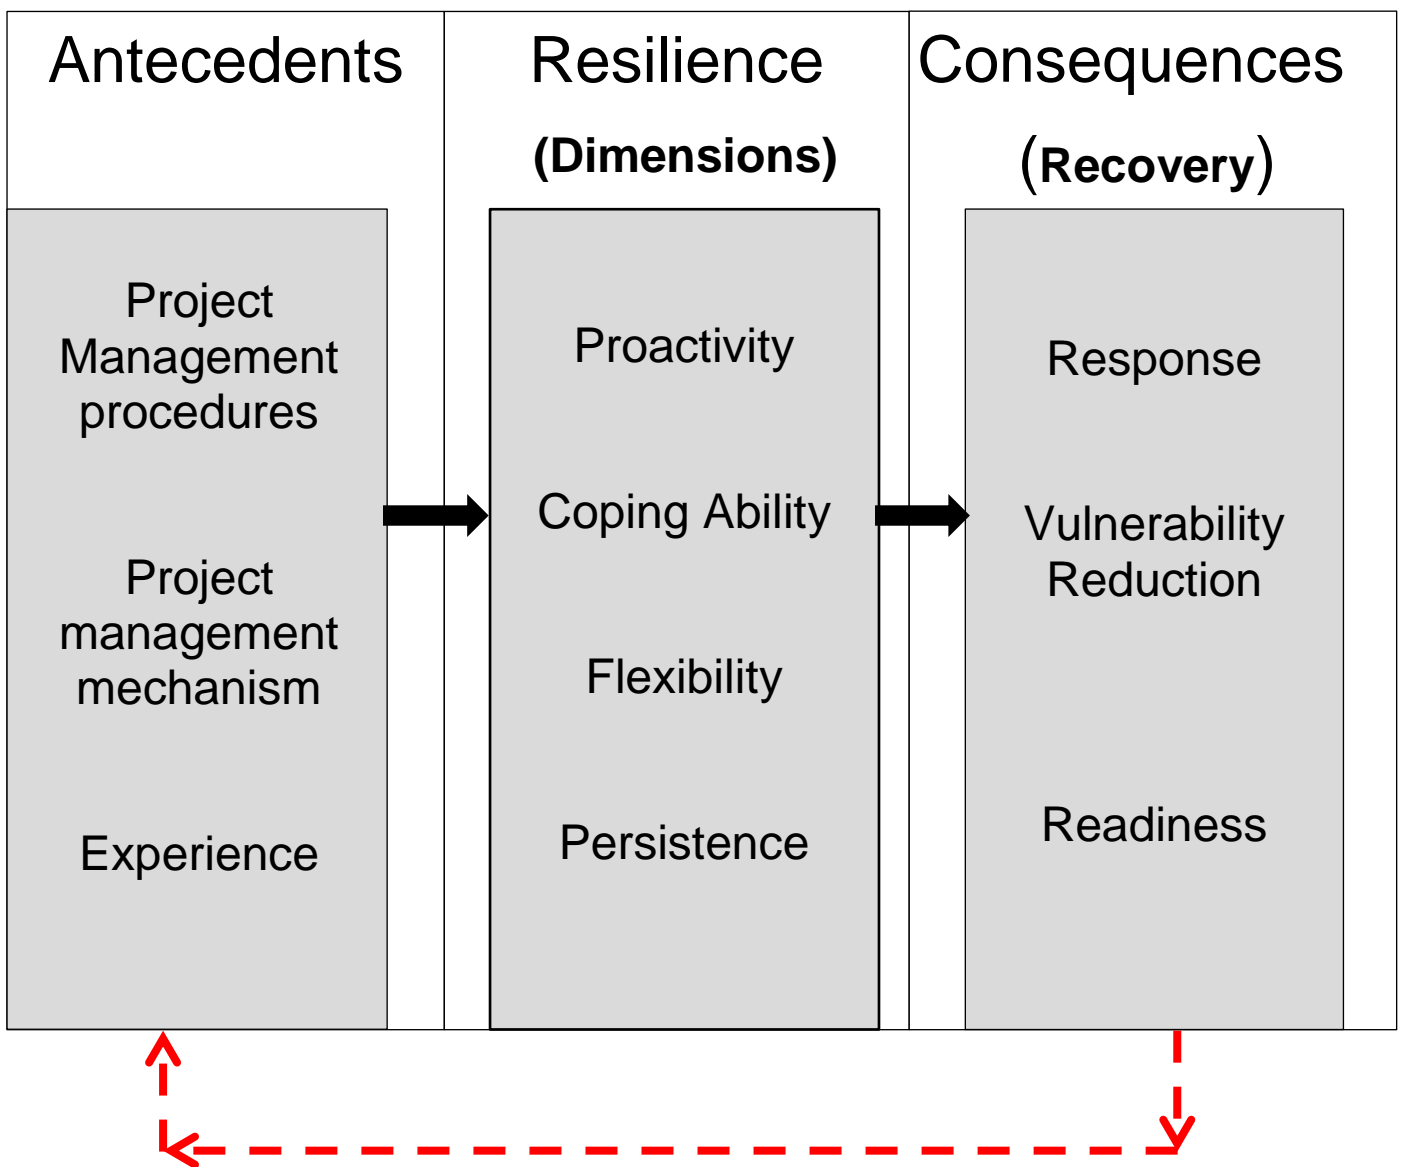 Antecedents
Project
Management
procedures
Project
management
mechanism
Experience
Resilience
(Dimensions)
Proactivity
Coping Ability
Flexibility
Persistence
Consequences
(Recovery)
Response
Vulnerability
Reduction
Readiness